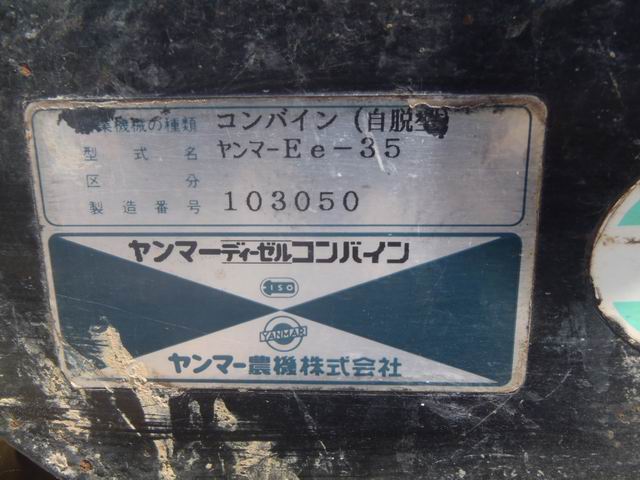 業機械の種類 コンバイン(自脱型)
型式名 ヤンマーEe-35
区分
製造番号 103050
ヤンマーディーゼルコンバイン
ISO
YANMAR
ヤンマー農機株式会社